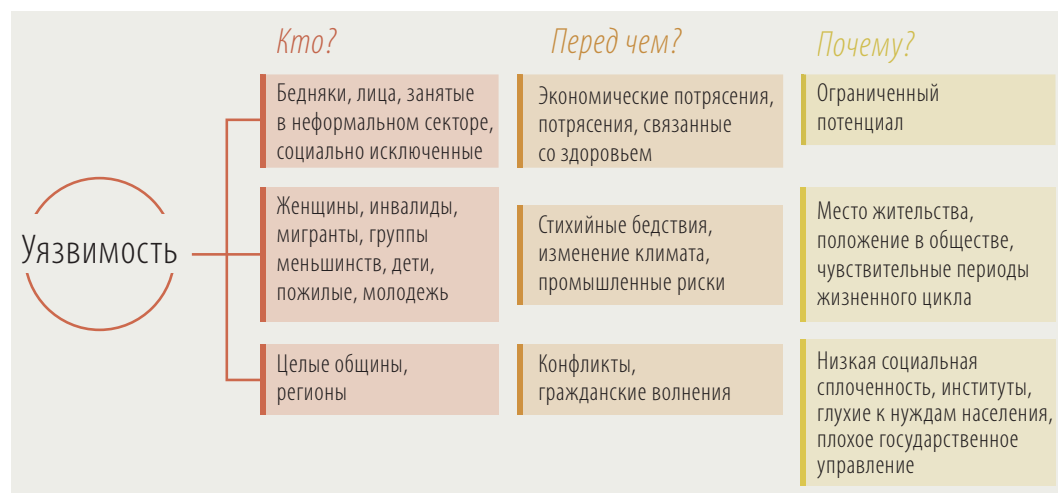 Кто?
Перед чем?
Почему?
Бедняки, лица, занятые
в неформальном секторе,
социально исключенные
Экономические потрясения,
потрясения, связанные
со здоровьем
Ограниченный
потенциал
Уязвимость
Женщины, инвалиды,
мигранты, группы
меньшинств, дети,
пожилые, молодежь
Стихийные бедствия,
изменение климата,
промышленные риски
Место жительства,
положение в обществе,
чувствительные периоды
жизненного цикла
Целые общины,
регионы
Конфликты,
гражданские волнения
Низкая социальная
сплоченность, институты,
глухие к нуждам населения,
плохое государственное
управление